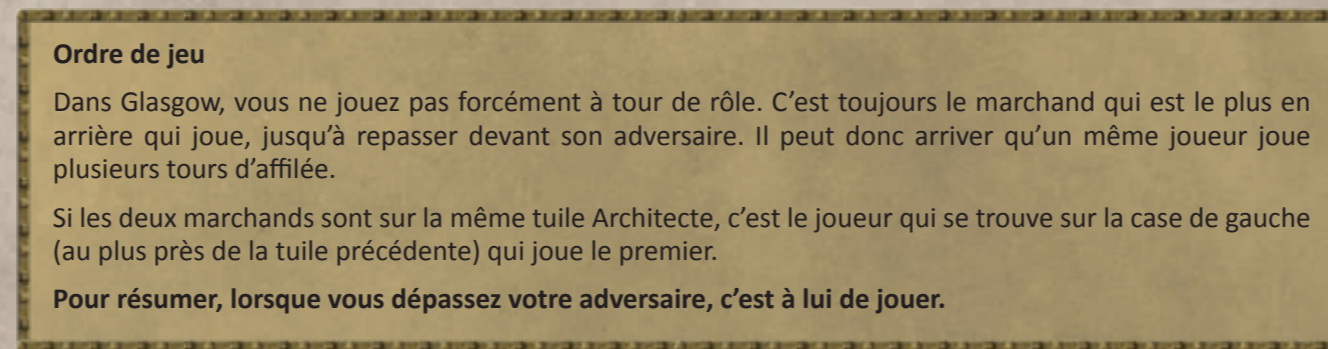 Ordre de jeu
Dans Glasgow, vous ne jouez pas forcément à tour de rôle. C’est toujours le marchand qui est le plus en
arrière qui joue, jusqu’à repasser devant son adversaire. Il peut donc arriver qu’un même joueur joue
plusieurs tours d’affilée.
Si les deux marchands sont sur la même tuile Architecte, c’est le joueur qui se trouve sur la case de gauche
(au plus près de la tuile précédente) qui joue le premier.
Pour résumer, lorsque vous dépassez votre adversaire, c’est à lui de jouer.